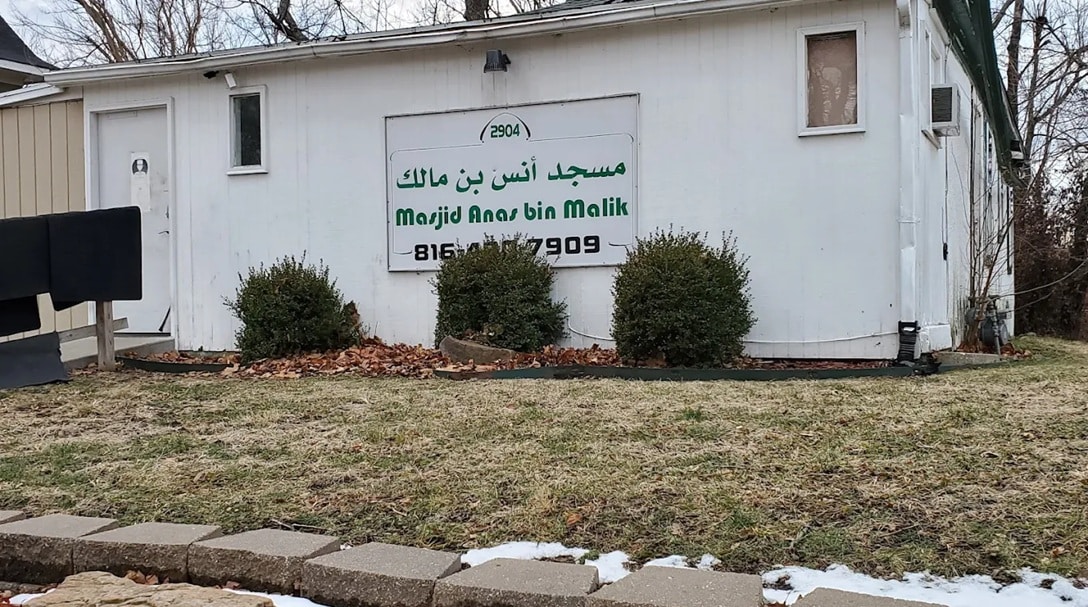 2904
مسجد أنس بن مالك
Masjid Anas bin Malik
816- 7909